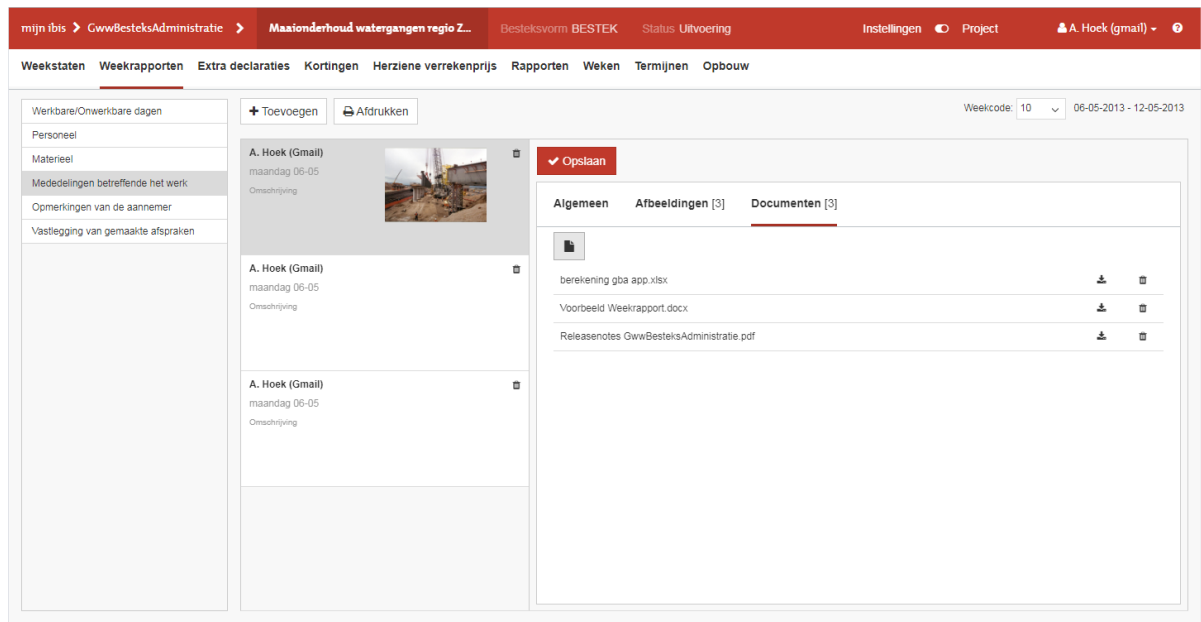 mijn ibis GwwBesteksAdministratie Maaionderhoud watergangen regio Z... Besteksvorm BESTEK Status Uitvoering Instellingen Project A. Hoek (gmail)
Weekstaten Weekrapporten Extra declaraties Kortingen Herziene verrekenprijs Rapporten Weken Termijnen Opbouw
Werkbare/Onwerkbare dagen
Personeel
Materieel
Mededelingen betreffende het werk
Opmerkingen van de aannemer
Vastlegging van gemaakte afspraken
Toevoegen Afdrukken
Weekcode: 10 06-05-2013 - 12-05-2013
A. Hoek (Gmail)
maandag 06-05
Omschrijving
A. Hoek (Gmail)
maandag 06-05
Omschrijving
A. Hoek (Gmail)
maandag 06-05
Omschrijving
Opslaan
Algemeen Afbeeldingen [3] Documenten [3]
berekening gba app.xlsx
Voorbeeld Weekrapport.docx
Releasenotes GwwBesteksAdministratie.pdf